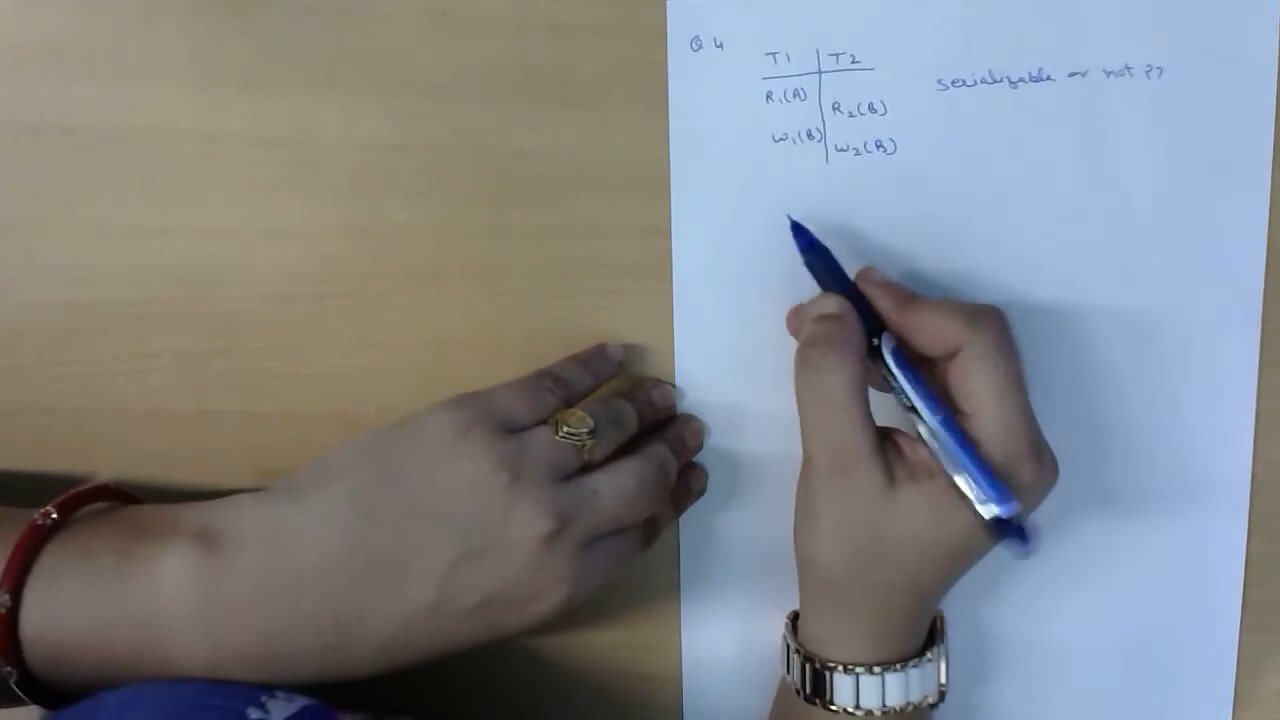 Q 4
T1 T2
serializable or not ??
R₁(A)
R₂(B)
W₁(B)
W₂(B)